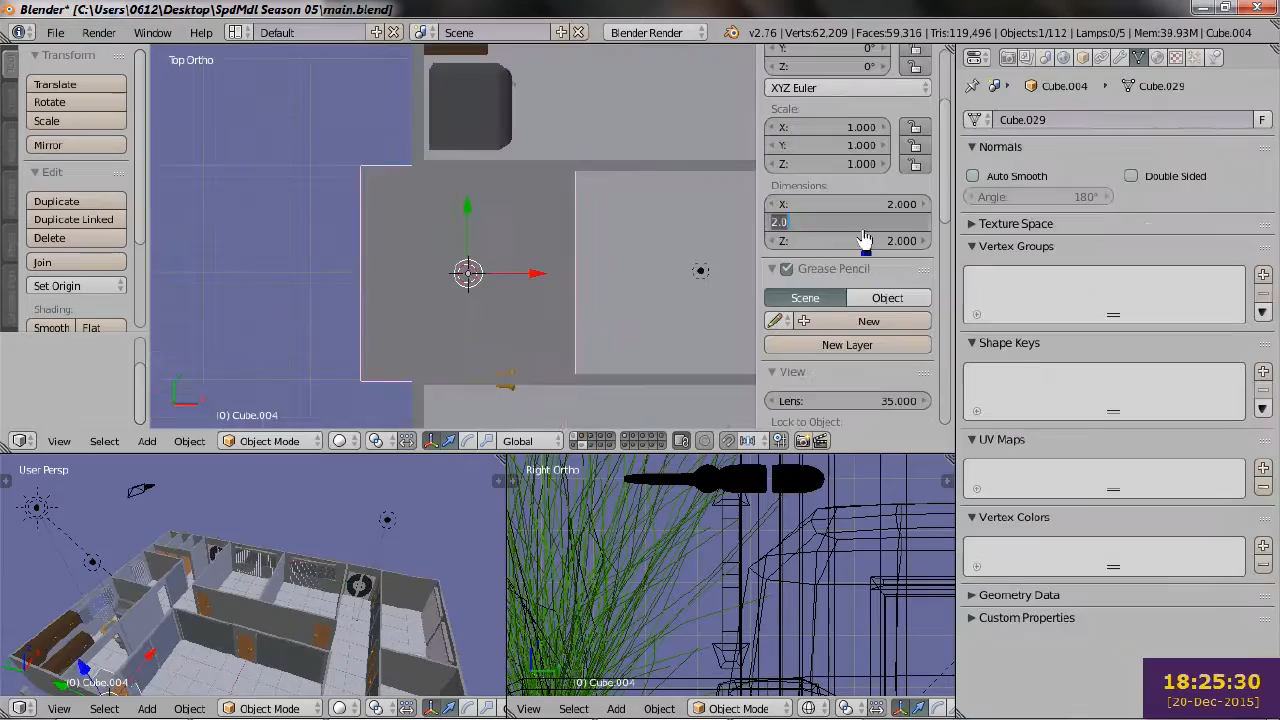 Blender* [C:\Users\0612\Desktop\SpdMdl Season 05\main.blend]
File Render Window Help Default Scene Blender Render v2.76 | Verts:62,209 | Faces:59,316 | Tris:119,496 | Objects:1/112 | Lamps:0/5 | Mem:39.93M | Cube.004
Transform
Translate
Rotate
Scale
Mirror
Edit
Duplicate
Duplicate Linked
Delete
Join
Set Origin
Shading:
Smooth Flat
Top Ortho
(0) Cube.004
Y: 0°
Z: 0°
XYZ Euler
Scale:
X: 1.000
Y: 1.000
Z: 1.000
Dimensions:
X: 2.000
2.0
Z: 2.000
Grease Pencil
Scene Object
New
New Layer
View
Lens: 35.000
Lock to Object:
Cube.004 Cube.029
Cube.029 F
Normals
Auto Smooth Double Sided
Angle: 180°
Texture Space
Vertex Groups
Shape Keys
UV Maps
Vertex Colors
Geometry Data
Custom Properties
View Select Add Object Object Mode Global
User Persp
(0) Cube.004
View Select Add Object Object Mode
Right Ortho
(0) Cube.004
View Select Add Object Object Mode
18:25:30
[20-Dec-2015]